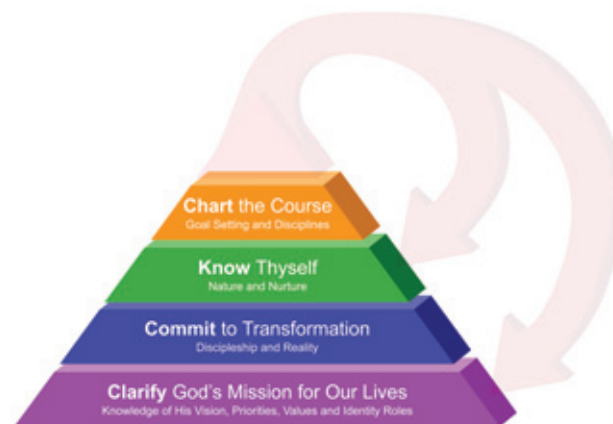 Chart the Course
Goal Setting and Disciplines
Know Thyself
Nature and Nurture
Commit to Transformation
Discipleship and Reality
Clarify God's Mission for Our Lives
Knowledge of His Vision, Priorities, Values and Identity Roles